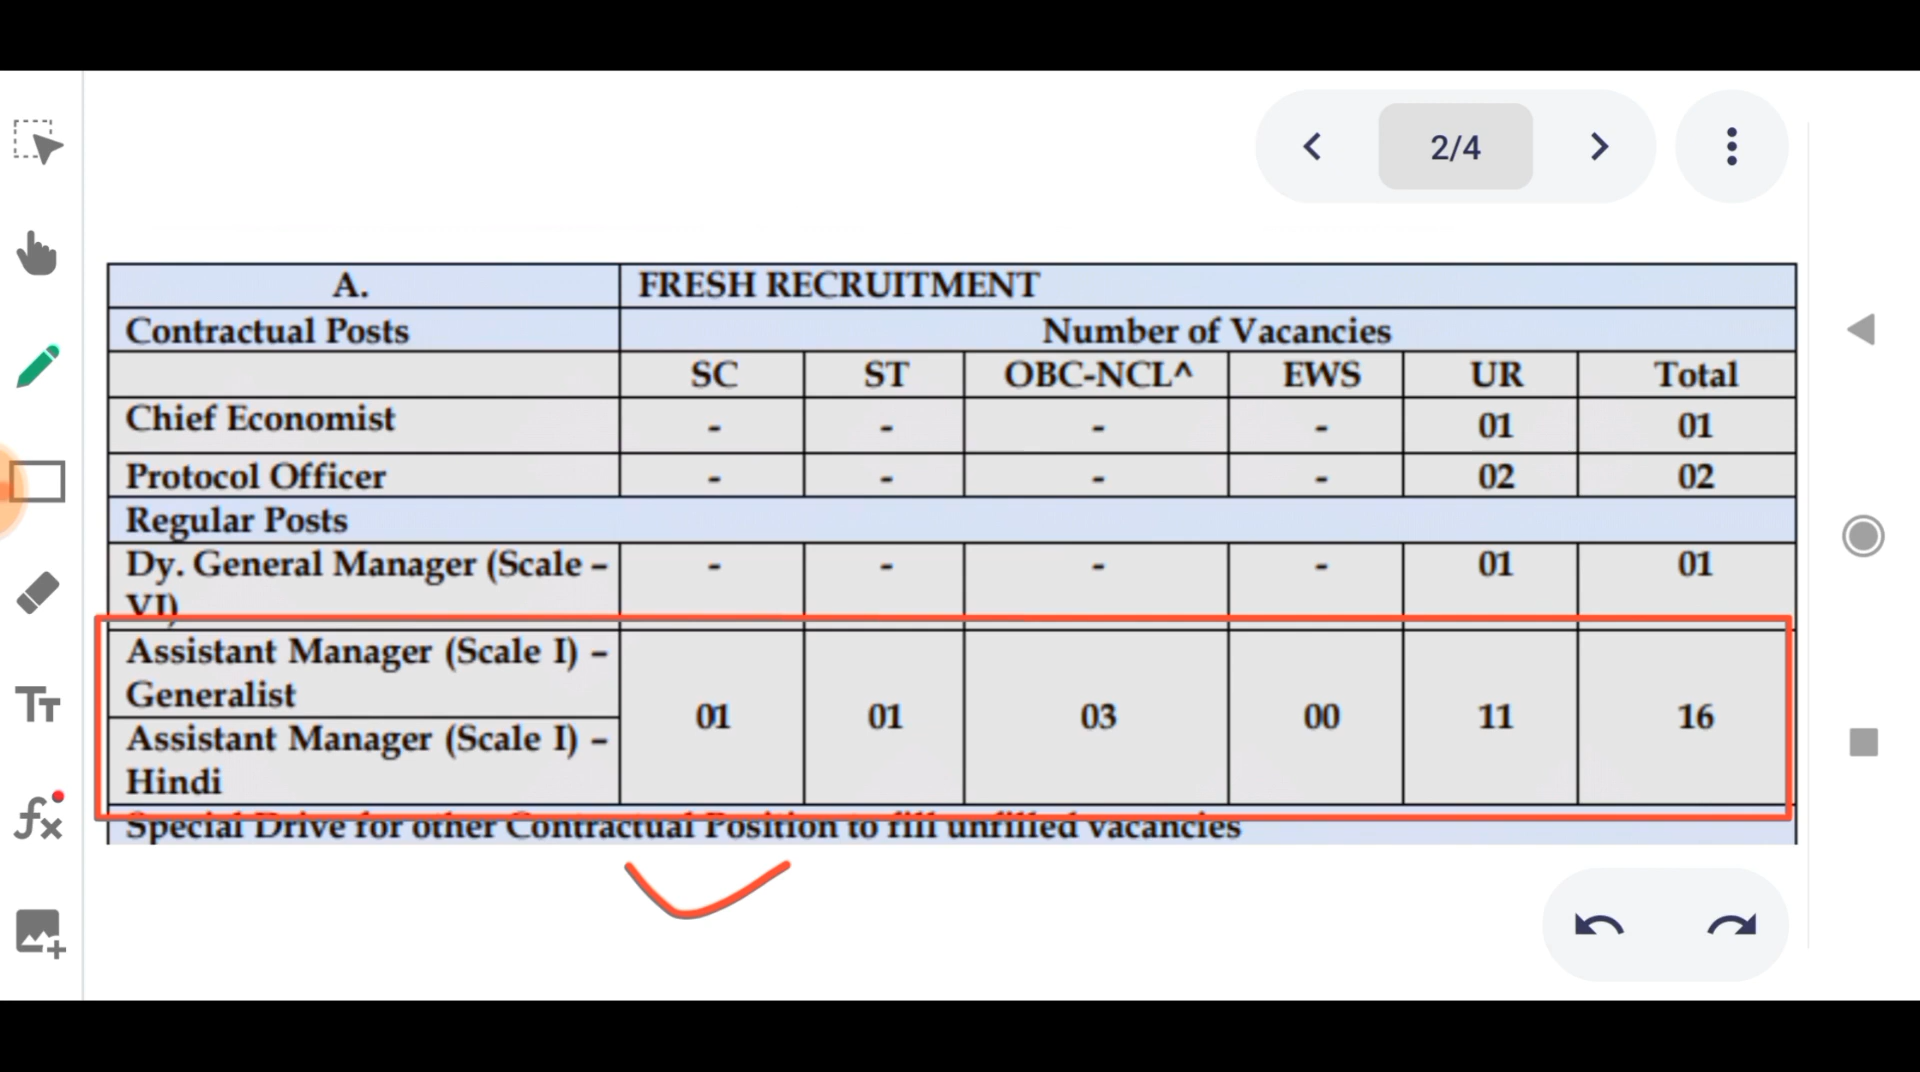 2/4
A. FRESH RECRUITMENT
Contractual Posts Number of Vacancies
SC ST OBC-NCL^ EWS UR Total
Chief Economist - - - - 01 01
Protocol Officer - - - - 02 02
Regular Posts
Dy. General Manager (Scale – - - - - 01 01
VI)
Assistant Manager (Scale I) –
Generalist
01 01 03 00 11 16
Assistant Manager (Scale I) –
Hindi
Special Drive for other Contractual Position to fill unfilled vacancies
TT
fx